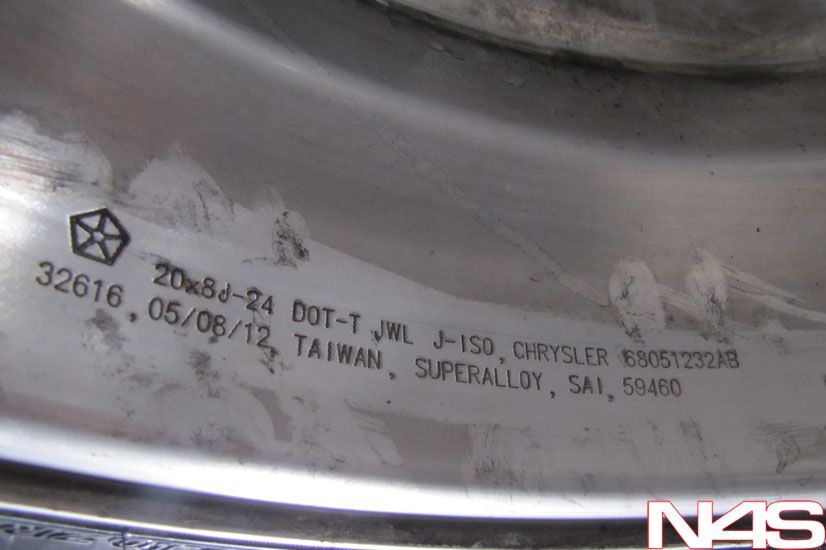 20x8J-24 DOT-T JWL J-ISO, CHRYSLER 68051232AB
32616, 05/08/12, TAIWAN, SUPERALLOY, SAI, 59460
N4S